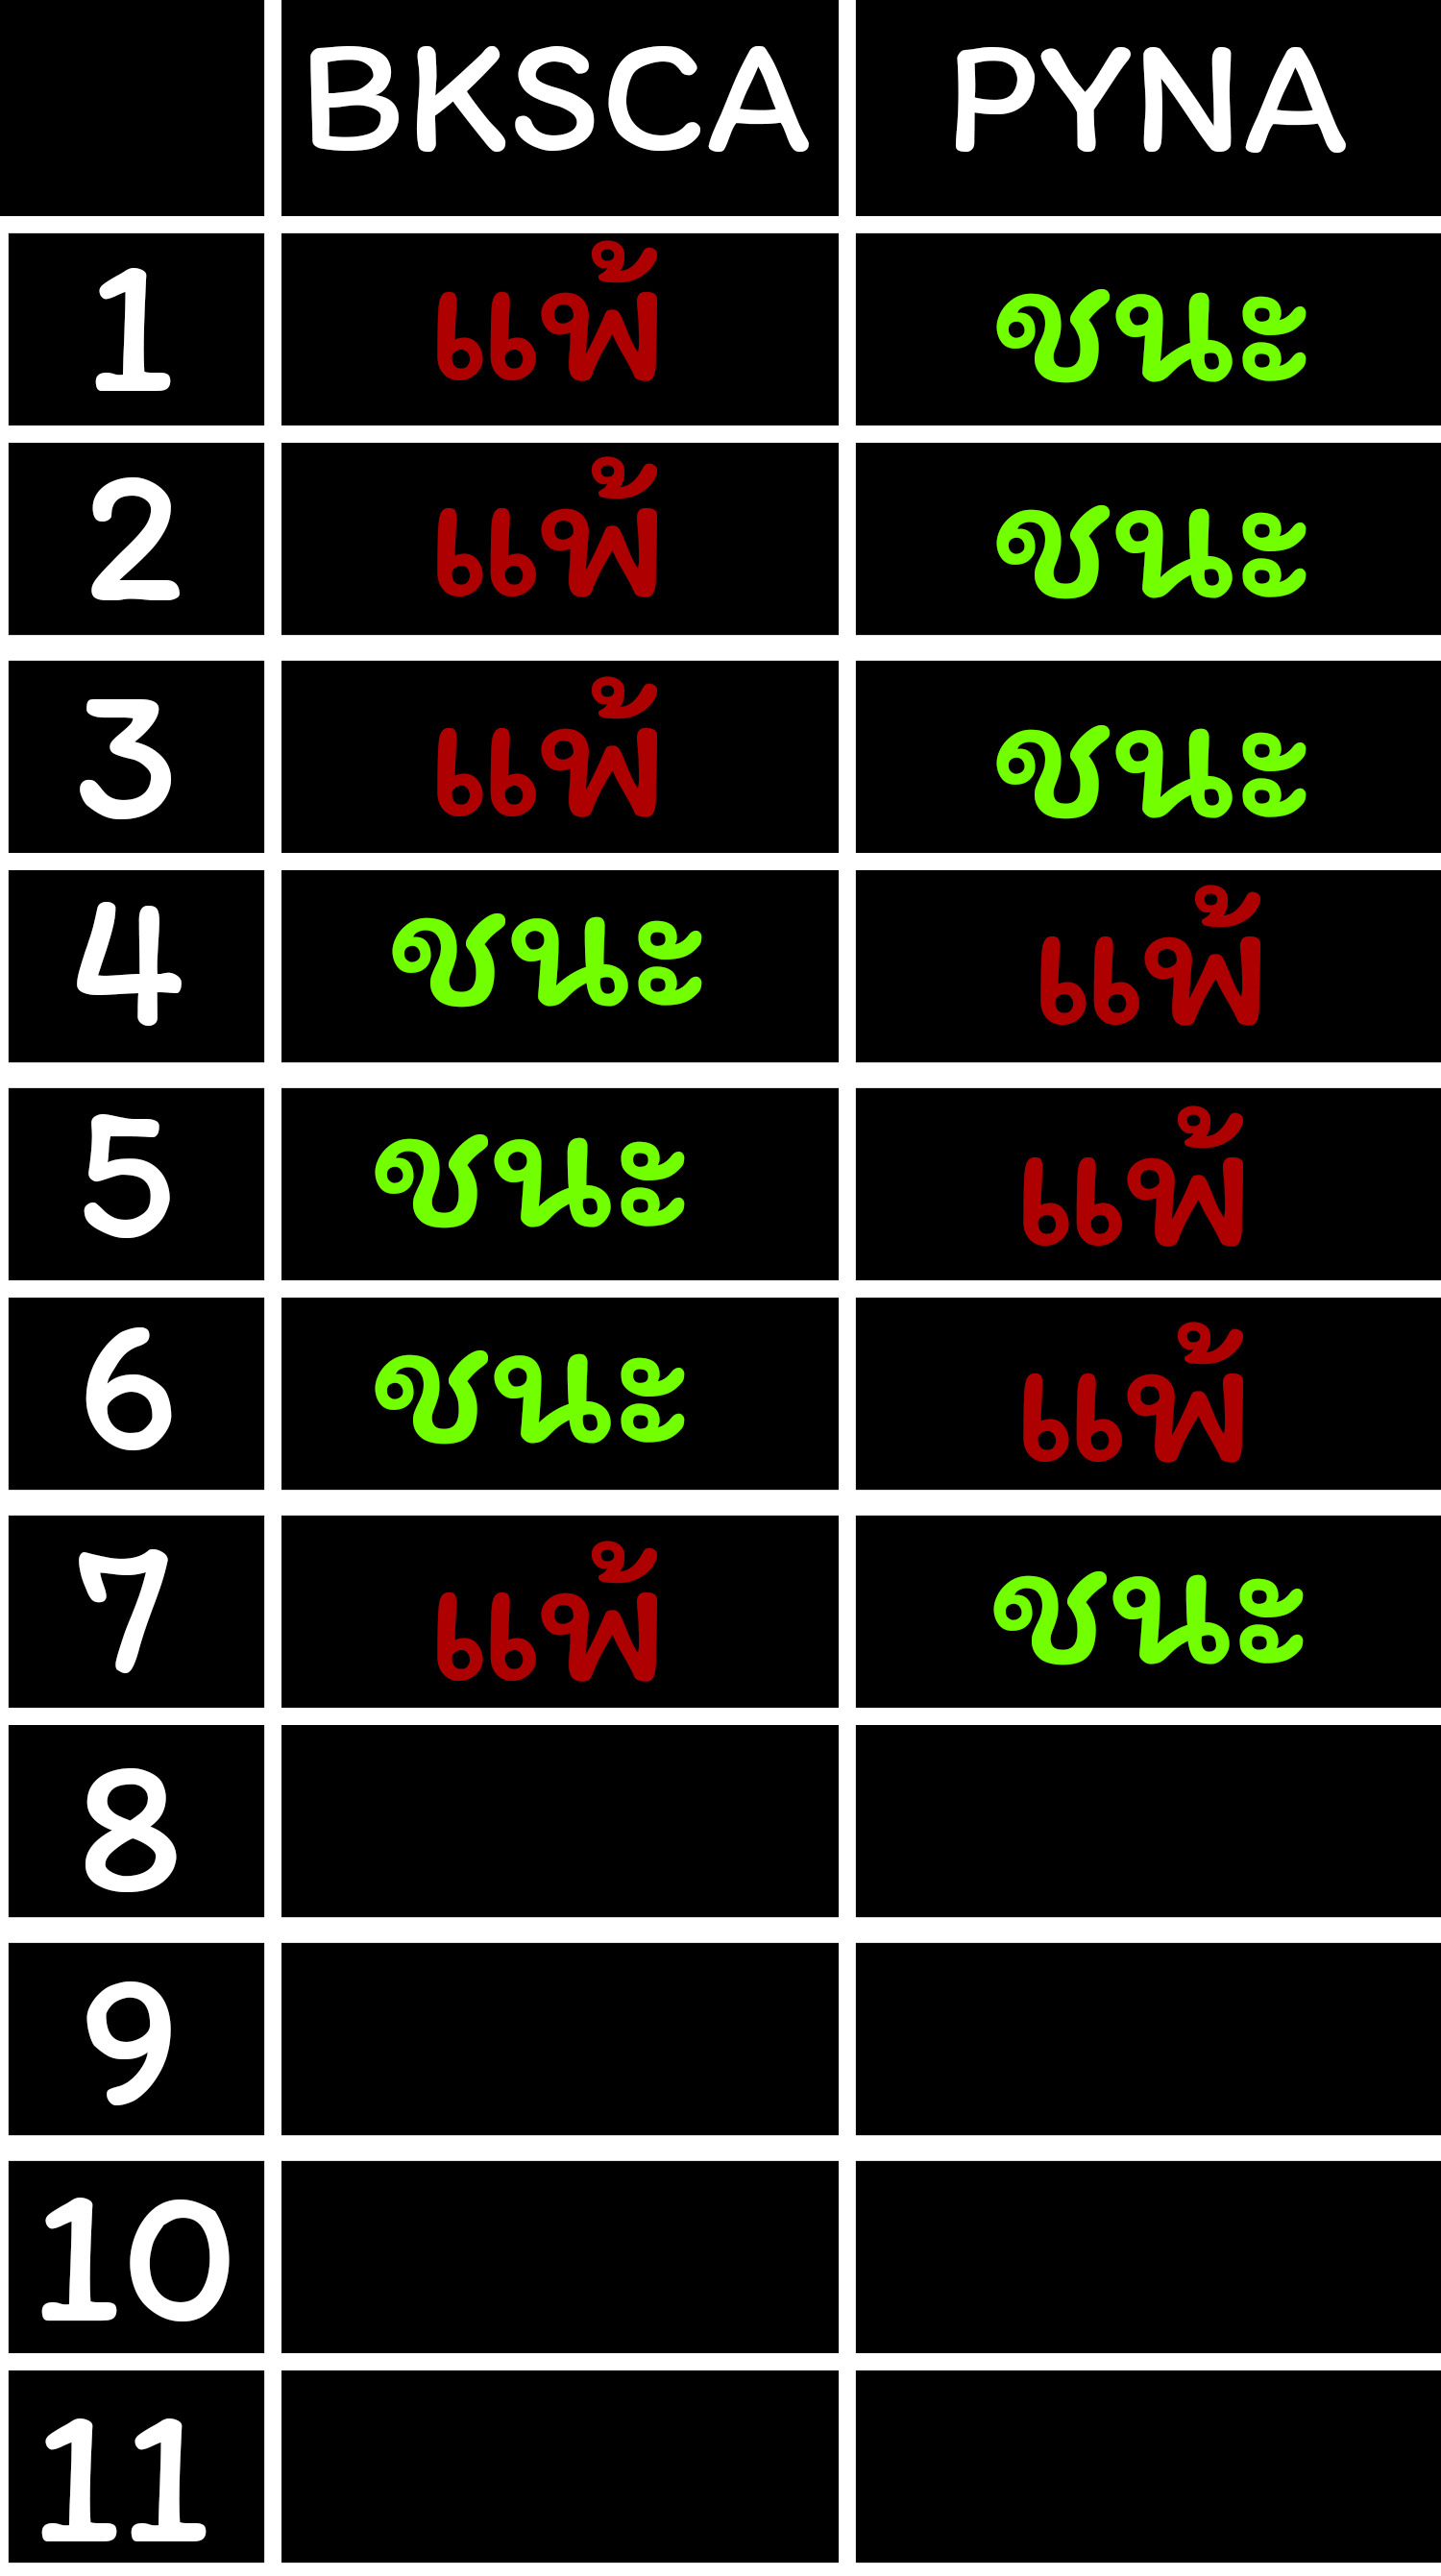 BKSCA PYNA
1 แพ้ ชนะ
2 แพ้ ชนะ
3 แพ้ ชนะ
4 ชนะ แพ้
5 ชนะ แพ้
6 ชนะ แพ้
7 แพ้ ชนะ
8
9
10
11